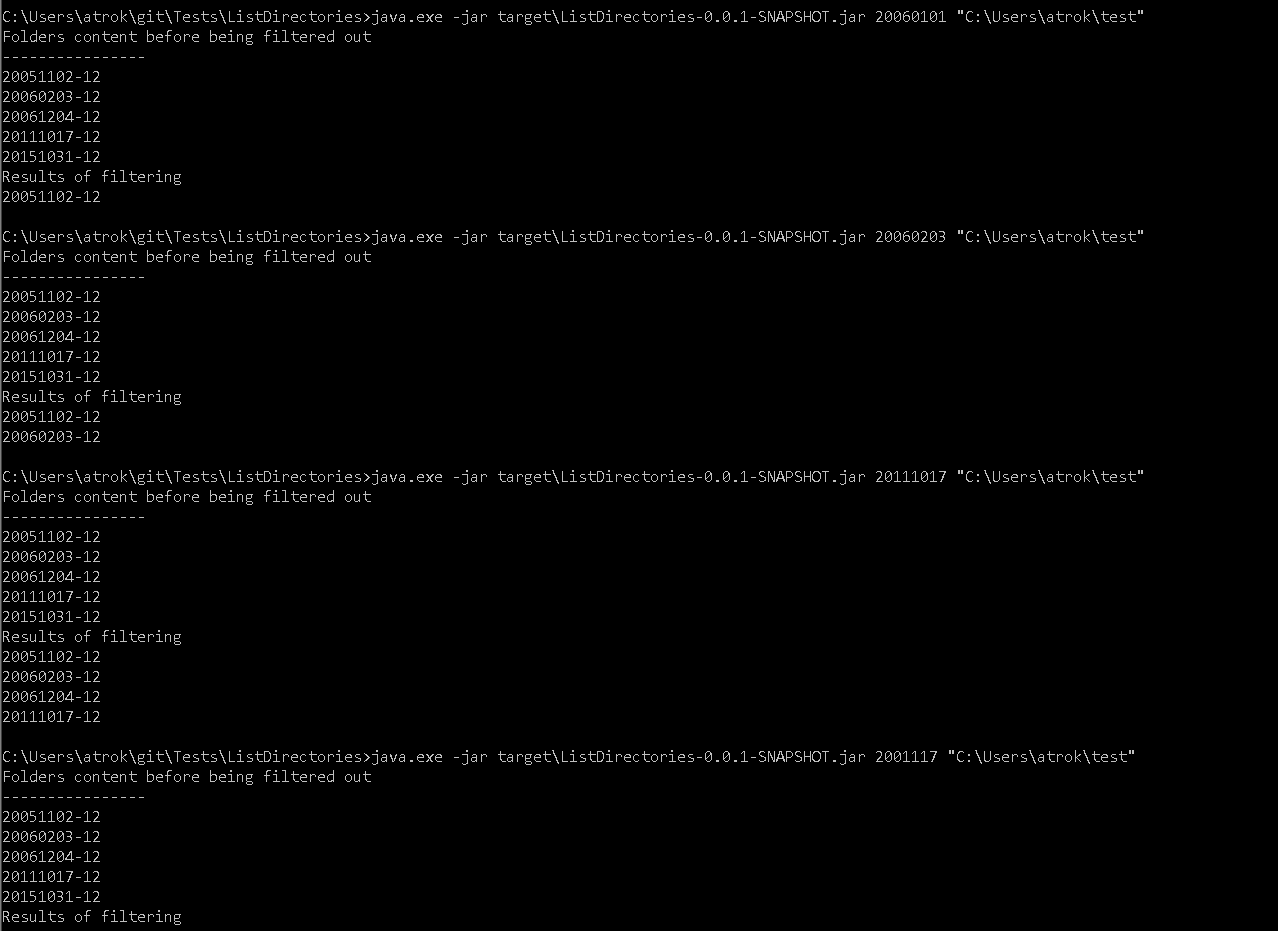 C:\Users\atrok\git\Tests\ListDirectories>java.exe -jar target\ListDirectories-0.0.1-SNAPSHOT.jar 20060101 "C:\Users\atrok\test"
Folders content before being filtered out
----------------
20051102-12
20060203-12
20061204-12
20111017-12
20151031-12
Results of filtering
20051102-12

C:\Users\atrok\git\Tests\ListDirectories>java.exe -jar target\ListDirectories-0.0.1-SNAPSHOT.jar 20060203 "C:\Users\atrok\test"
Folders content before being filtered out
----------------
20051102-12
20060203-12
20061204-12
20111017-12
20151031-12
Results of filtering
20051102-12
20060203-12

C:\Users\atrok\git\Tests\ListDirectories>java.exe -jar target\ListDirectories-0.0.1-SNAPSHOT.jar 20111017 "C:\Users\atrok\test"
Folders content before being filtered out
----------------
20051102-12
20060203-12
20061204-12
20111017-12
20151031-12
Results of filtering
20051102-12
20060203-12
20061204-12
20111017-12

C:\Users\atrok\git\Tests\ListDirectories>java.exe -jar target\ListDirectories-0.0.1-SNAPSHOT.jar 2001117 "C:\Users\atrok\test"
Folders content before being filtered out
----------------
20051102-12
20060203-12
20061204-12
20111017-12
20151031-12
Results of filtering